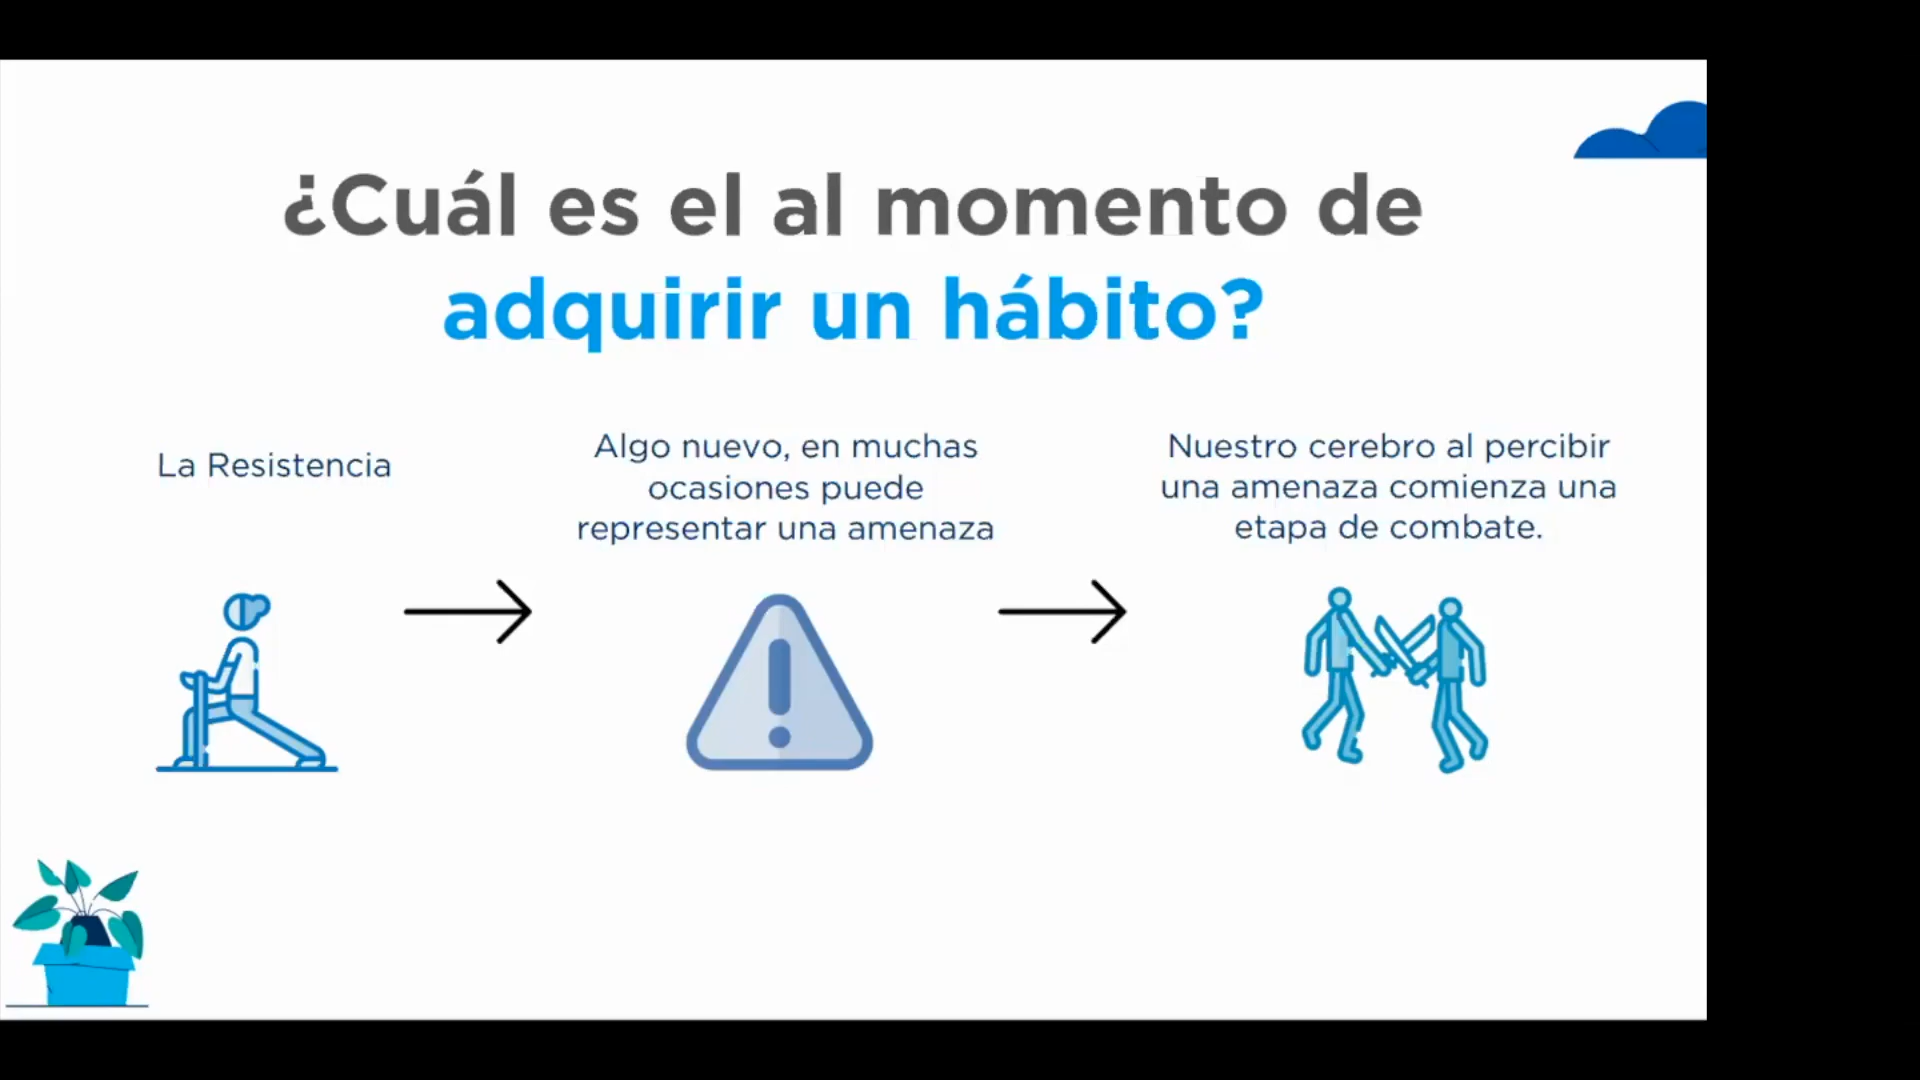 ¿Cuál es el al momento de
adquirir un hábito?
La Resistencia
Algo nuevo, en muchas
ocasiones puede
representar una amenaza
Nuestro cerebro al percibir
una amenaza comienza una
etapa de combate.